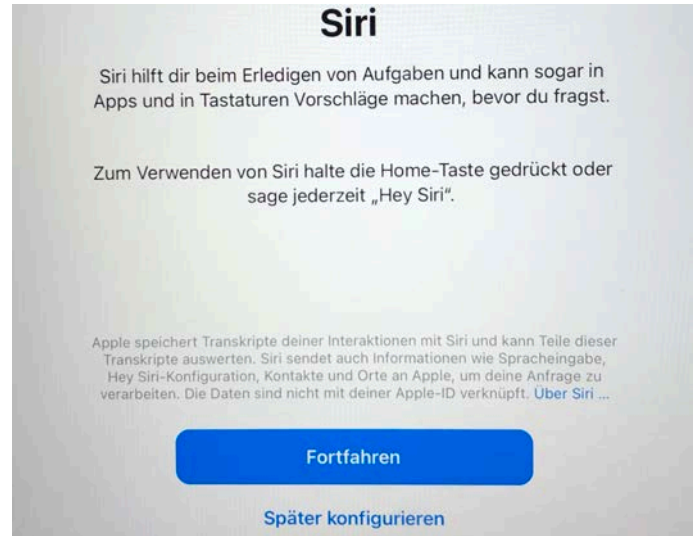 Siri
Siri hilft dir beim Erledigen von Aufgaben und kann sogar in
Apps und in Tastaturen Vorschläge machen, bevor du fragst.
Zum Verwenden von Siri halte die Home-Taste gedrückt oder
sage jederzeit „Hey Siri“.
Apple speichert Transkripte deiner Interaktionen mit Siri und kann Teile dieser
Transkripte auswerten. Siri sendet auch Informationen wie Spracheingabe,
Hey Siri-Konfiguration, Kontakte und Orte an Apple, um deine Anfrage zu
verarbeiten. Die Daten sind nicht mit deiner Apple-ID verknüpft. Über Siri ...
Fortfahren
Später konfigurieren